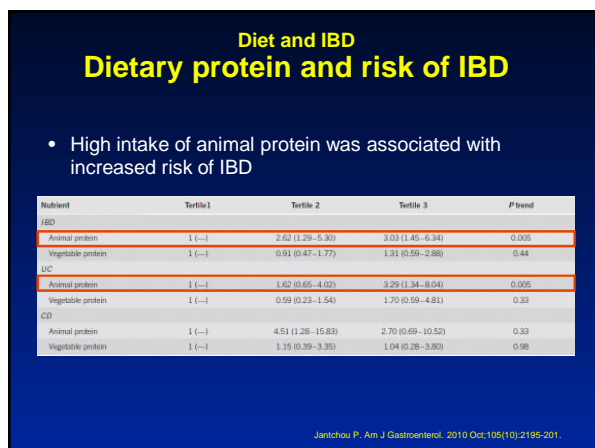 Diet and IBD
Dietary protein and risk of IBD
• High intake of animal protein was associated with
increased risk of IBD
Nutrient Tertile 1 Tertile 2 Tertile 3 P trend
IBD
Animal protein 1 (—) 2.62 (1.29–5.30) 3.03 (1.45–6.34) 0.005
Vegetable protein 1 (—) 0.91 (0.47–1.77) 1.31 (0.59–2.88) 0.44
UC
Animal protein 1 (—) 1.62 (0.65–4.02) 3.29 (1.34–8.04) 0.005
Vegetable protein 1 (—) 0.59 (0.23–1.54) 1.70 (0.59–4.81) 0.33
CD
Animal protein 1 (—) 4.51 (1.28–15.83) 2.70 (0.69–10.52) 0.33
Vegetable protein 1 (—) 1.15 (0.39–3.35) 1.04 (0.28–3.80) 0.98
Jantchou P. Am J Gastroenterol. 2010 Oct;105(10):2195-201.